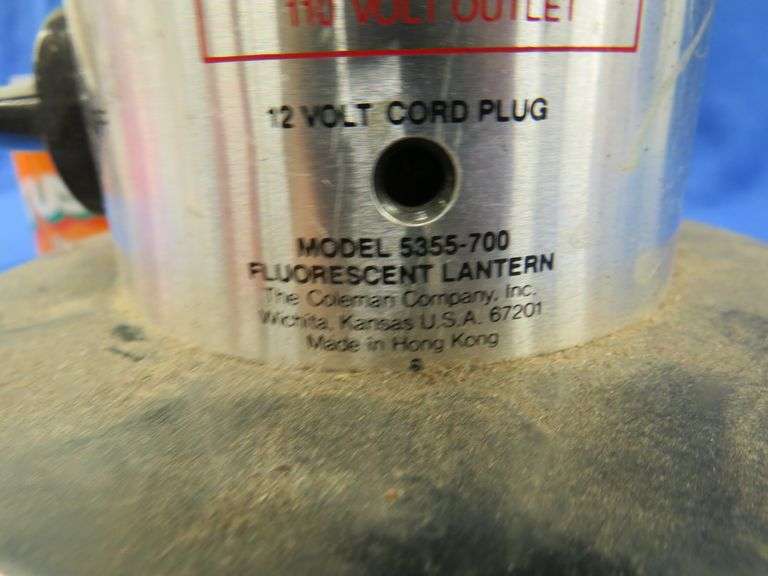 110 VOLT OUTLET
12 VOLT CORD PLUG
MODEL 5355-700
FLUORESCENT LANTERN
The Coleman Company, Inc.
Wichita, Kansas U.S.A. 67201
Made in Hong Kong